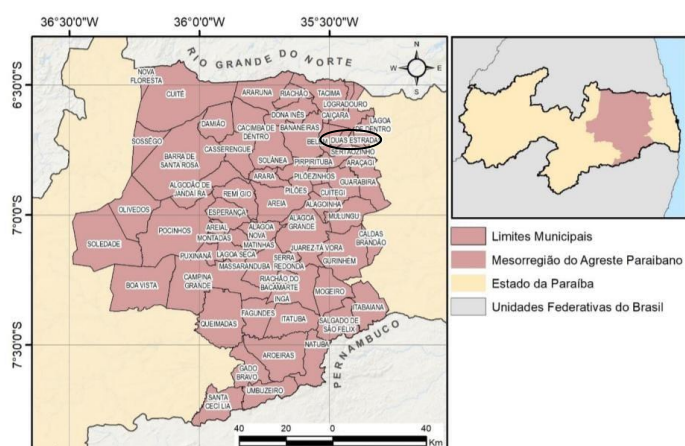 36°30'0"W
36°0'0"W
35°30'0"W
6°30'0"S
7°0'0"S
7°30'0"S
RIO GRANDE DO NORTE
N
W
E
S
NOVA
FLORESTA
CUITÉ
ARARUNA
RIACHÃO
TACIMA
LOGRADOURO
CAIÇARA
DONA INÊS
LAGOA
DE DENTRO
DAMIÃO
CACIMBA DE
DENTRO
BANANEIRAS
BELÉM
DUAS ESTRADA
SERTÃOZINHO
SOSSÊGO
CASSERENGUE
BARRA DE
SANTA ROSA
SOLÂNEA
PIRPIRITUBA
ARAÇAGI
ARARA
PILÕEZINHOS
GUARABIRA
ALGODÃO DE
JANDAÍRA
REMÍGIO
PILÕES
CUITEGI
AREIA
ALAGOINHA
OLIVEDOS
ESPERANÇA
ALAGOA
GRANDE
MULUNGU
SOLEDADE
POCINHOS
AREIAL
MONTADAS
ALAGOA
NOVA
MATINHAS
JUAREZ TÁVORA
CALDAS
BRANDÃO
PUXINANÃ
LAGOA SECA
MASSARANDUBA
SERRA
REDONDA
GURINHÉM
BOA VISTA
CAMPINA
GRANDE
RIACHÃO DO
BACAMARTE
MOGEIRO
INGÁ
ITABAIANA
QUEIMADAS
FAGUNDES
ITATUBA
SALGADO DE
SÃO FÉLIX
NATUBA
AROEIRAS
GADO
BRAVO
UMBUZEIRO
SANTA
CECÍLIA
PERNAMBUCO
40
20
0
40
Km
Limites Municipais
Mesorregião do Agreste Paraibano
Estado da Paraíba
Unidades Federativas do Brasil